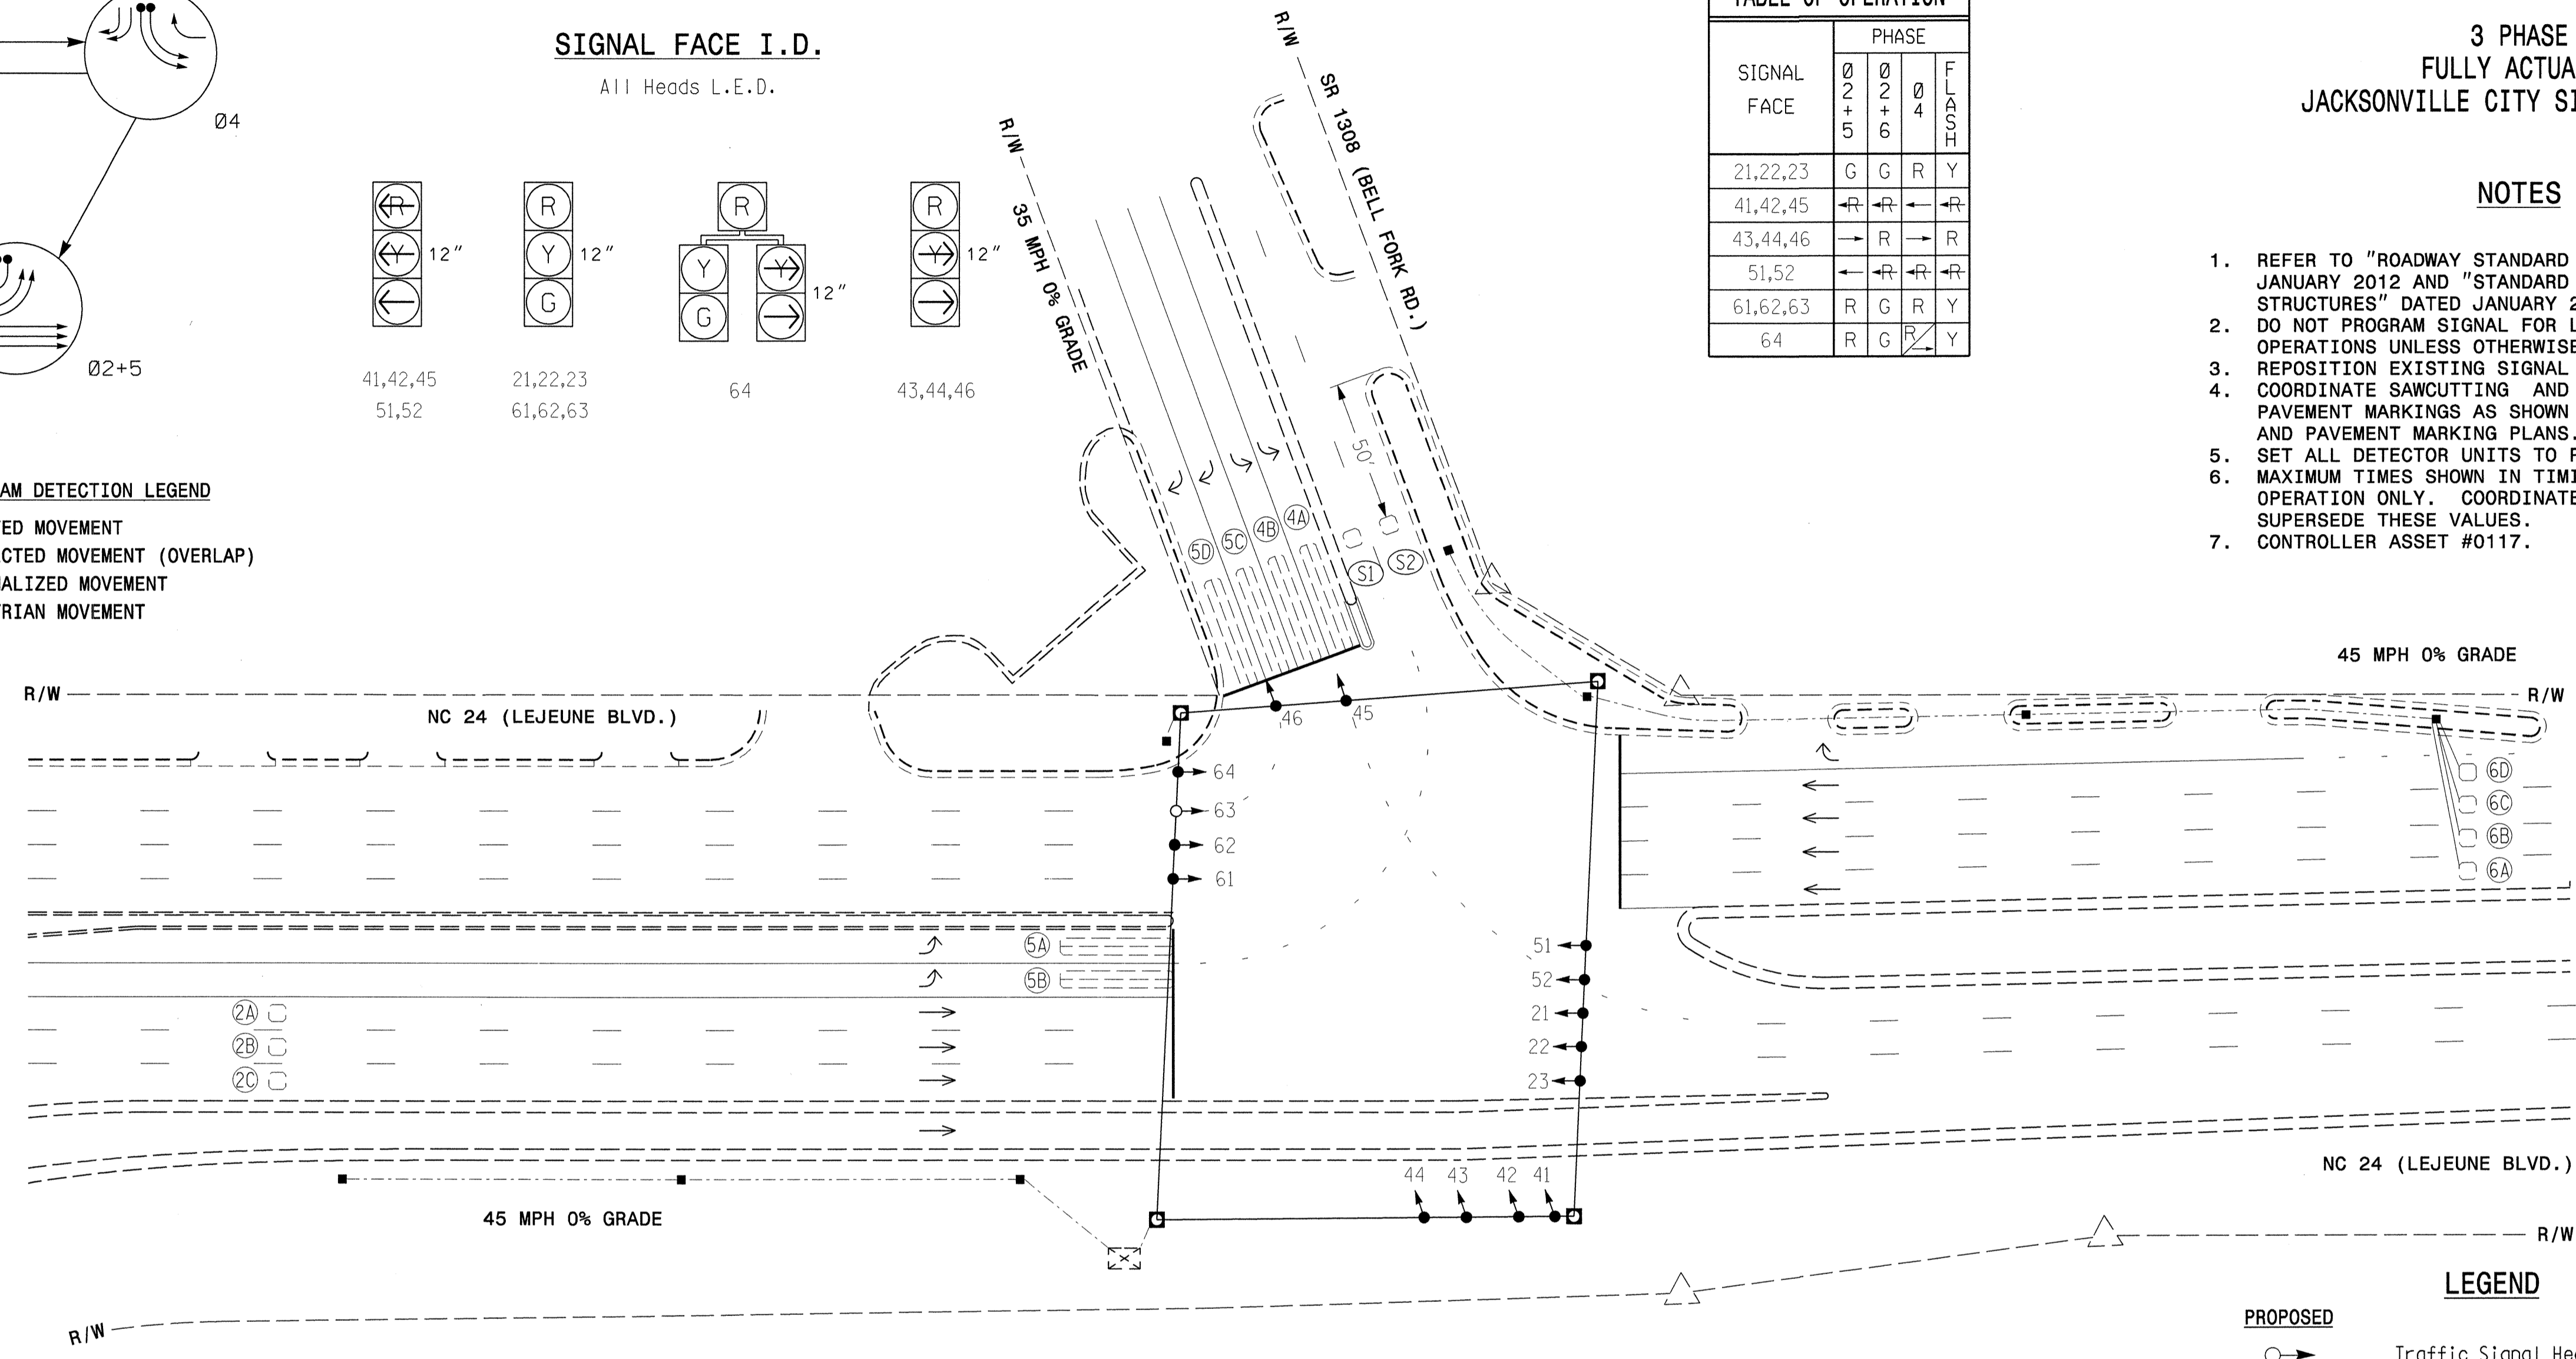 Ø4
Ø2+5
SIGNAL FACE I.D.
All Heads L.E.D.
R Y 12"
R Y G 12"
R Y Y G 12"
R Y 12"
41,42,45
51,52
21,22,23
61,62,63
64
43,44,46
AM DETECTION LEGEND
ED MOVEMENT
CTED MOVEMENT (OVERLAP)
ALIZED MOVEMENT
RIAN MOVEMENT
R/W
35 MPH 0% GRADE
R/W
SR 1308 (BELL FORK RD.)
50'
TABLE OF OPERATION
SIGNAL FACE
PHASE
Ø2+5 Ø2+6 Ø4 FLASH
21,22,23 G G R Y
41,42,45 ←R ←R ← ←R
43,44,46 → R → R
51,52 ← ←R ←R ←R
61,62,63 R G R Y
64 R G R/→ Y
3 PHASE
FULLY ACTUA
JACKSONVILLE CITY SI
NOTES
1. REFER TO "ROADWAY STANDARD
JANUARY 2012 AND "STANDARD
STRUCTURES" DATED JANUARY 2
2. DO NOT PROGRAM SIGNAL FOR L
OPERATIONS UNLESS OTHERWISE
3. REPOSITION EXISTING SIGNAL
4. COORDINATE SAWCUTTING AND
PAVEMENT MARKINGS AS SHOWN
AND PAVEMENT MARKING PLANS.
5. SET ALL DETECTOR UNITS TO P
6. MAXIMUM TIMES SHOWN IN TIMI
OPERATION ONLY. COORDINATE
SUPERSEDE THESE VALUES.
7. CONTROLLER ASSET #0117.
5D 5C 4B 4A
S1 S2
45 MPH 0% GRADE
R/W
R/W
NC 24 (LEJEUNE BLVD.)
46 45
64
63
62
61
6D
6C
6B
6A
5A
5B
2A
2B
2C
51
52
21
22
23
44 43 42 41
45 MPH 0% GRADE
NC 24 (LEJEUNE BLVD.)
R/W
R/W
LEGEND
PROPOSED
Traffic Signal Hea